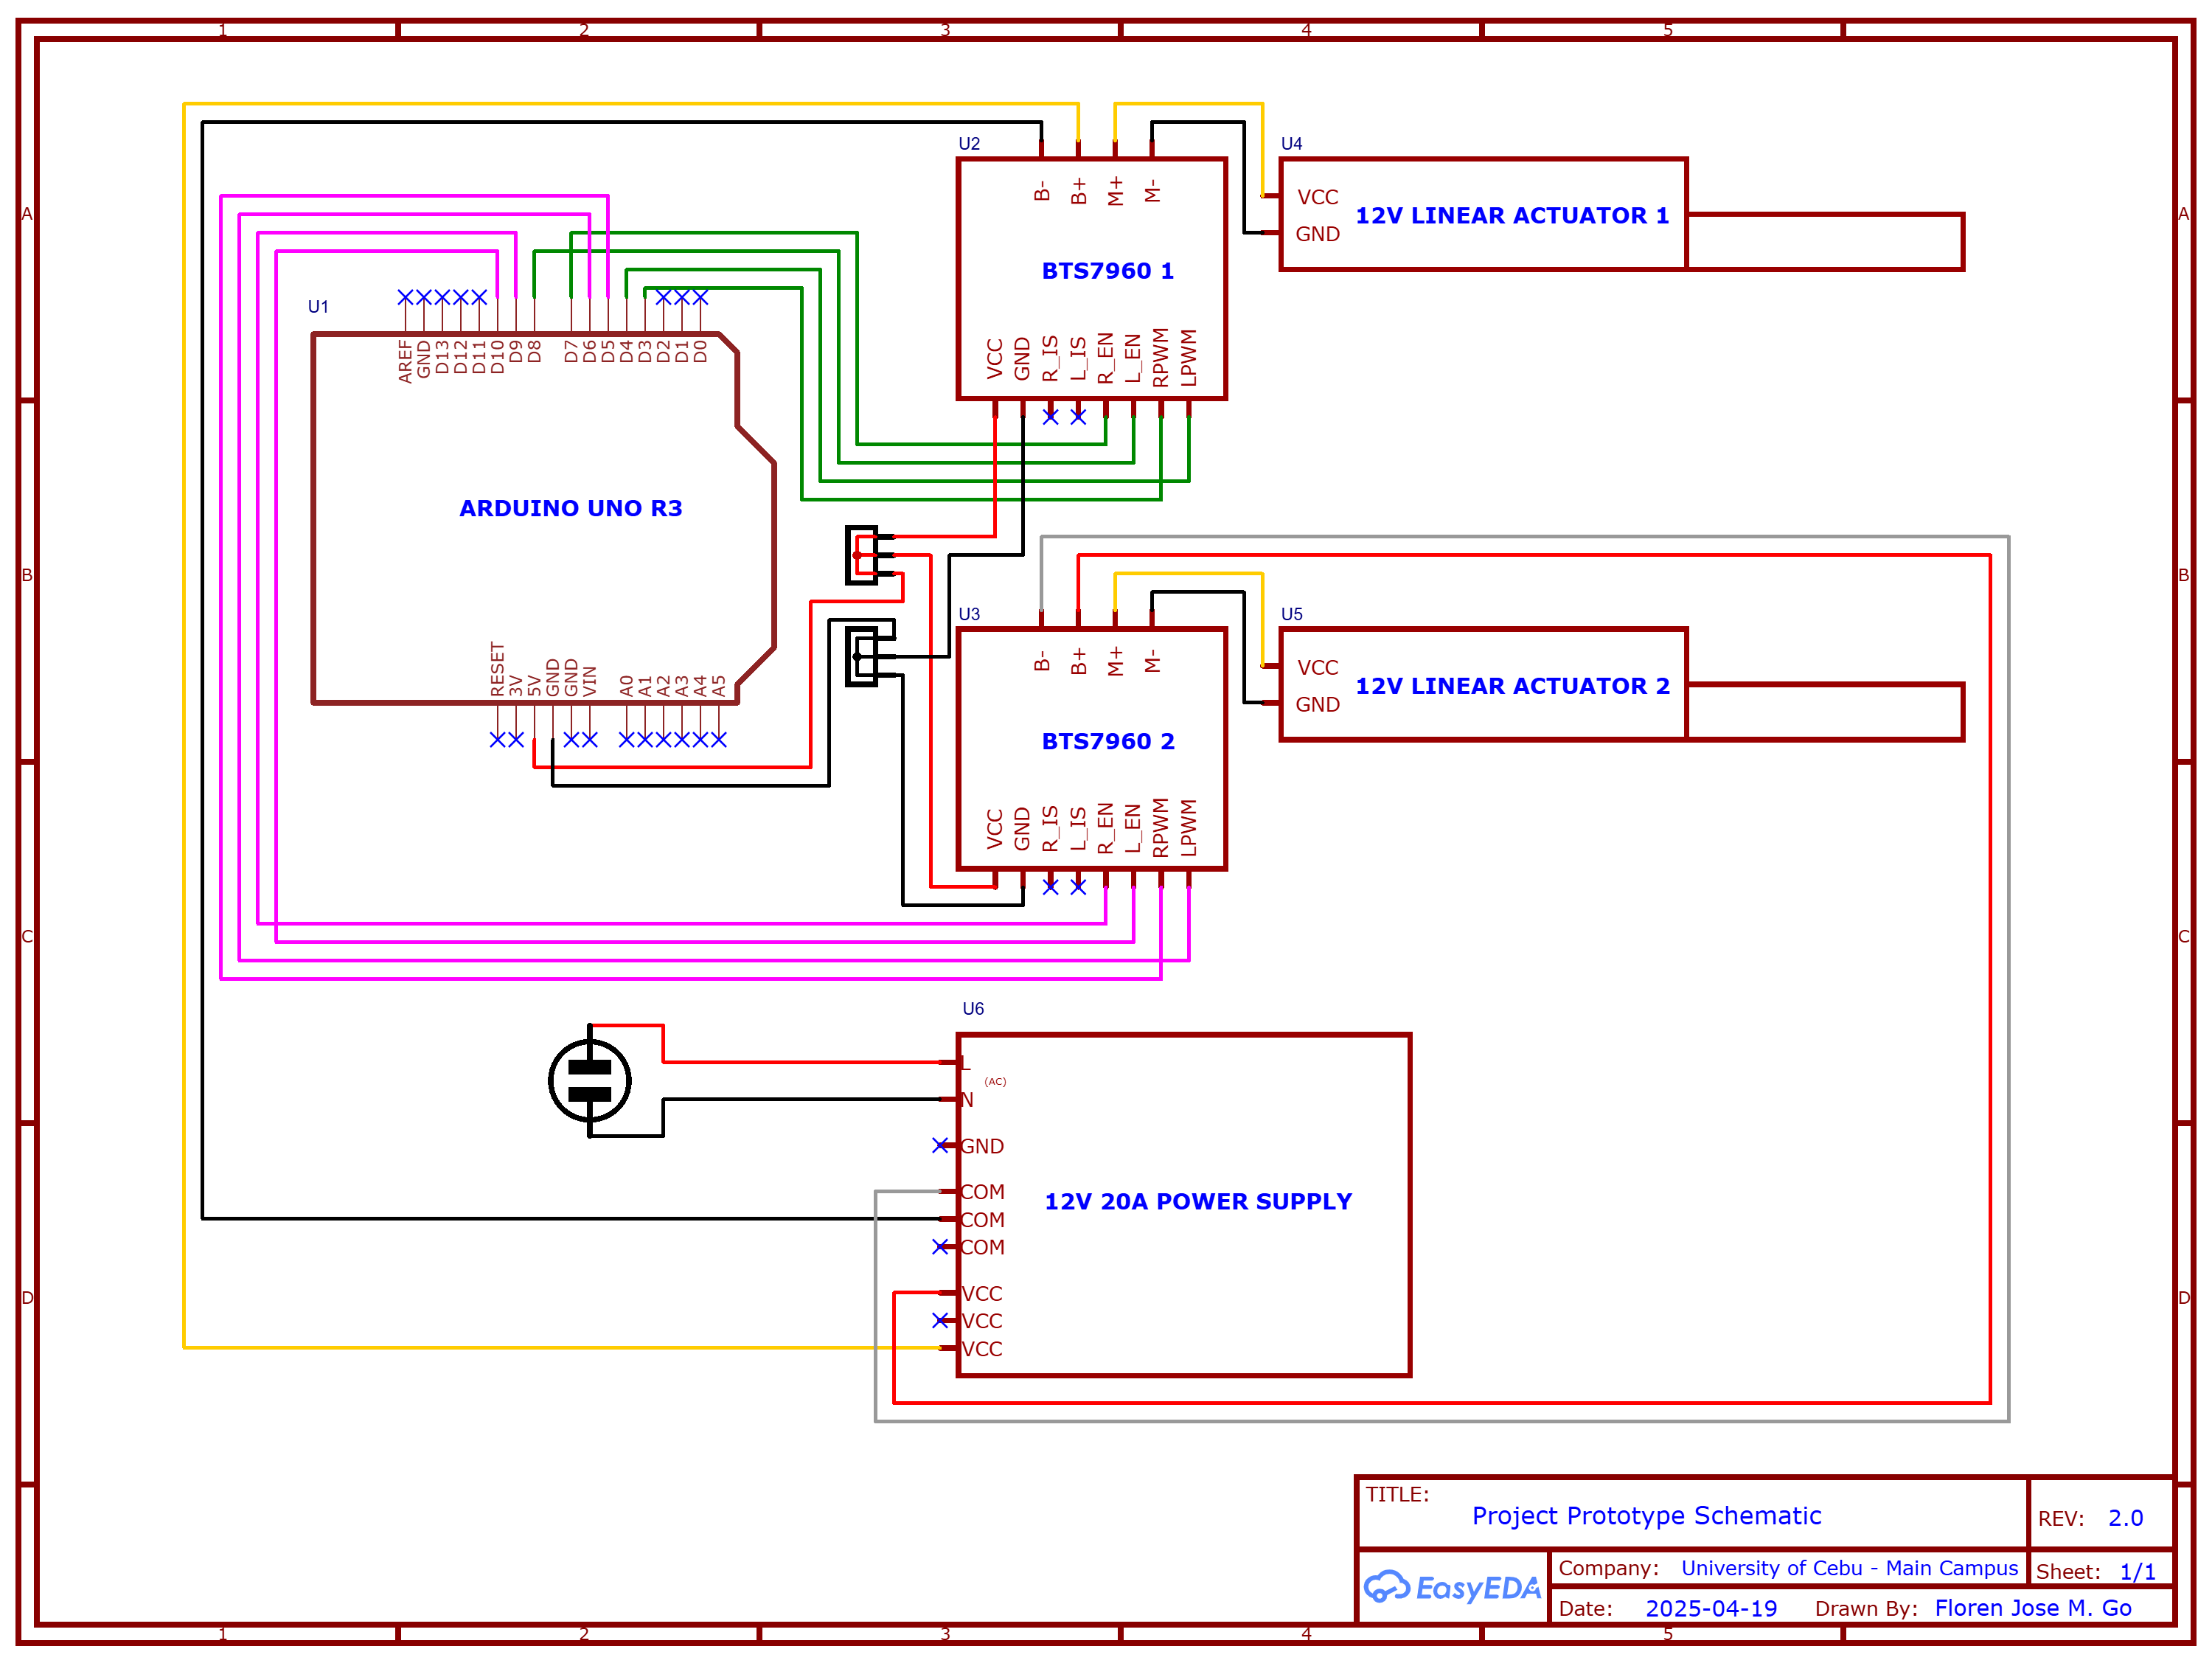 1 2 3 4 5
A A
B B
C C
D D
1 2 3 4 5
U1
AREF GND D13 D12 D11 D10 D9 D8 D7 D6 D5 D4 D3 D2 D1 D0
ARDUINO UNO R3
RESET 3V 5V GND GND VIN A0 A1 A2 A3 A4 A5
U2
B- B+ M+ M-
BTS7960 1
VCC GND R_IS L_IS R_EN L_EN RPWM LPWM
U4
VCC
12V LINEAR ACTUATOR 1
GND
U3
B- B+ M+ M-
BTS7960 2
VCC GND R_IS L_IS R_EN L_EN RPWM LPWM
U5
VCC
12V LINEAR ACTUATOR 2
GND
U6
L
(AC)
N
GND
COM
12V 20A POWER SUPPLY
COM
COM
VCC
VCC
VCC
TITLE:
Project Prototype Schematic
REV: 2.0
EasyEDA
Company: University of Cebu - Main Campus
Sheet: 1/1
Date: 2025-04-19 Drawn By: Floren Jose M. Go